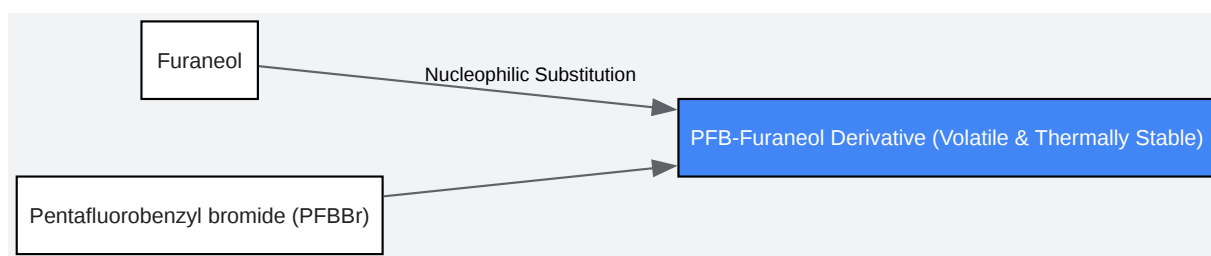 Furaneol
Nucleophilic Substitution
PFB-Furaneol Derivative (Volatile & Thermally Stable)
Pentafluorobenzyl bromide (PFBBr)